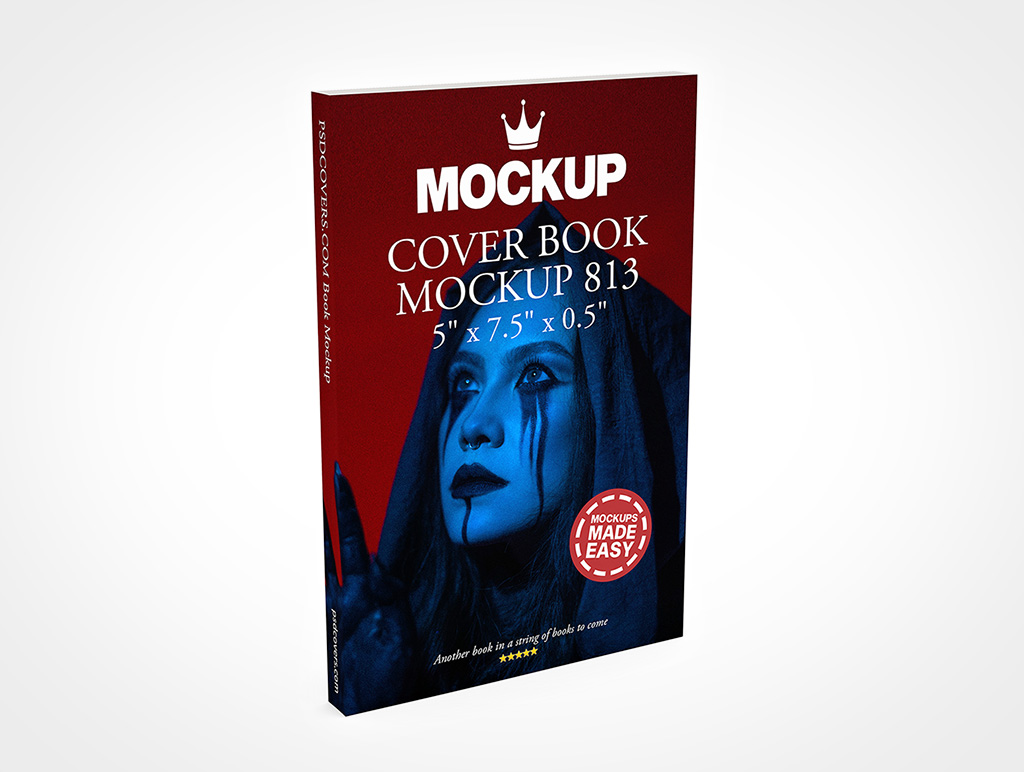 PSDCOVERS.COM Book Mockup
psdcovers.com
MOCKUP
COVER BOOK
MOCKUP 813
5" x 7.5" x 0.5"
MOCKUPS
MADE
EASY
Another book in a string of books to come